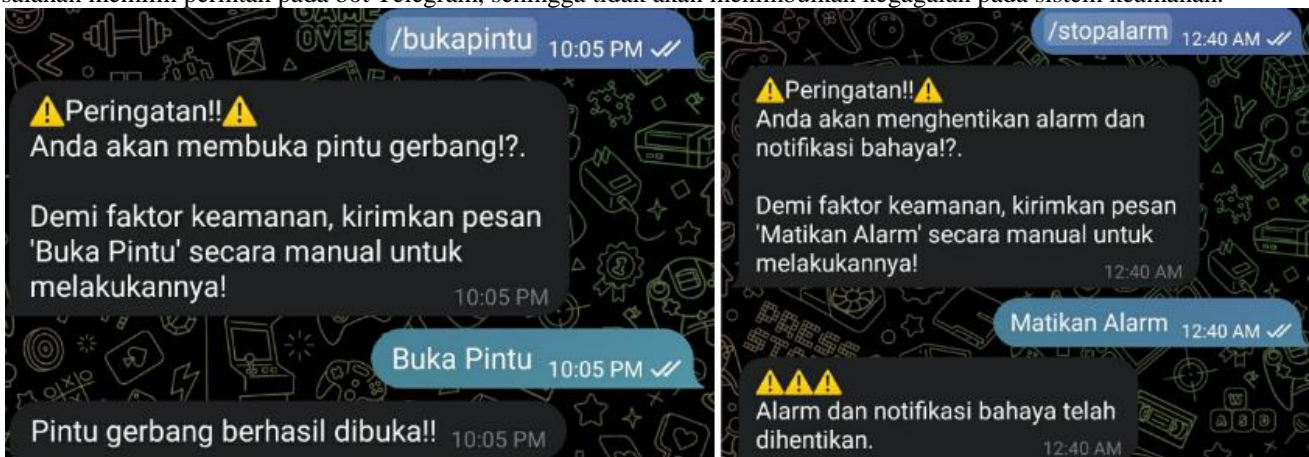 /bukapintu 10:05 PM
⚠Peringatan!!⚠
Anda akan membuka pintu gerbang!?.
Demi faktor keamanan, kirimkan pesan
'Buka Pintu' secara manual untuk
melakukannya!
10:05 PM
Buka Pintu 10:05 PM
Pintu gerbang berhasil dibuka!! 10:05 PM
/stopalarm 12:40 AM
⚠Peringatan!!⚠
Anda akan menghentikan alarm dan
notifikasi bahaya!?.
Demi faktor keamanan, kirimkan pesan
'Matikan Alarm' secara manual untuk
melakukannya!
12:40 AM
Matikan Alarm 12:40 AM
⚠⚠⚠
Alarm dan notifikasi bahaya telah
dihentikan.
12:40 AM